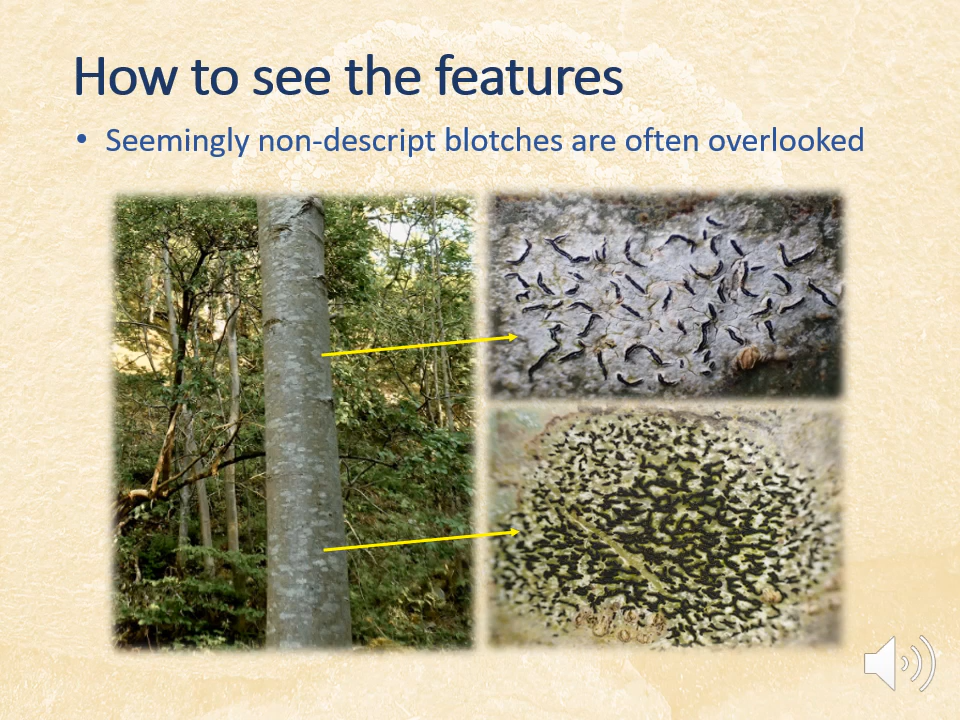 How to see the features
• Seemingly non-descript blotches are often overlooked